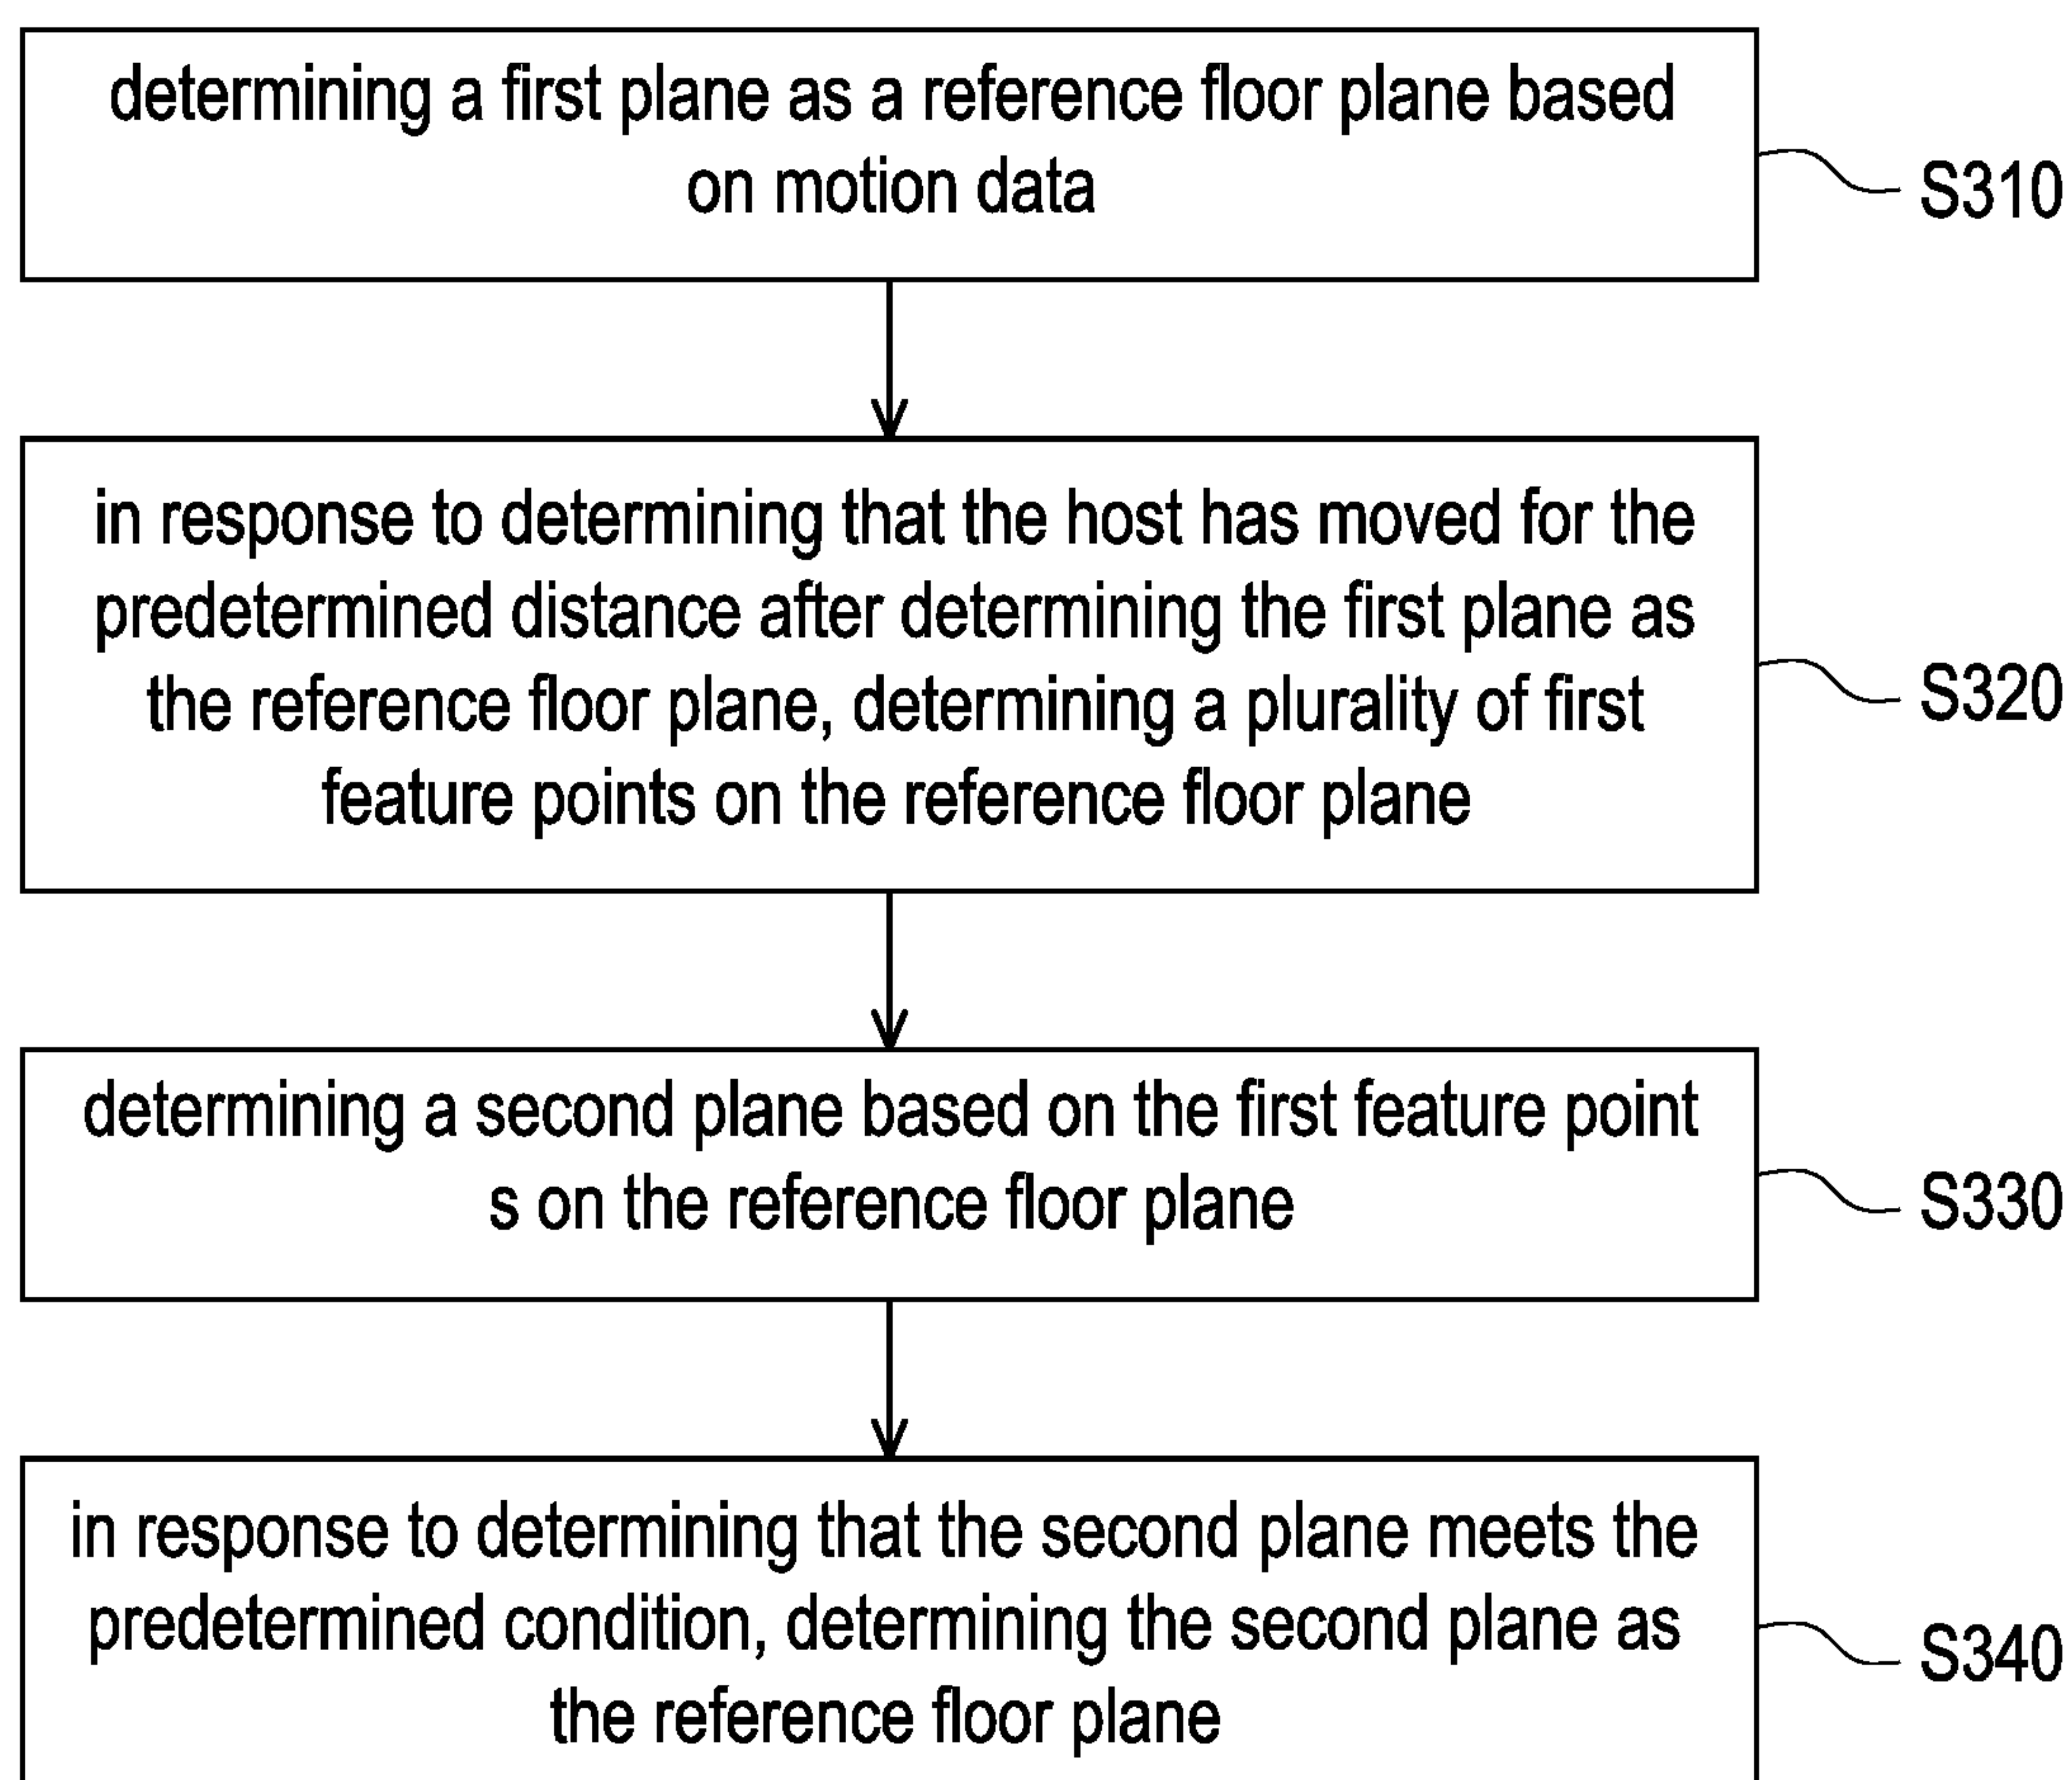 determining a first plane as a reference floor plane based
on motion data
S310
in response to determining that the host has moved for the
predetermined distance after determining the first plane as
the reference floor plane, determining a plurality of first
feature points on the reference floor plane
S320
determining a second plane based on the first feature point
s on the reference floor plane
S330
in response to determining that the second plane meets the
predetermined condition, determining the second plane as
the reference floor plane
S340